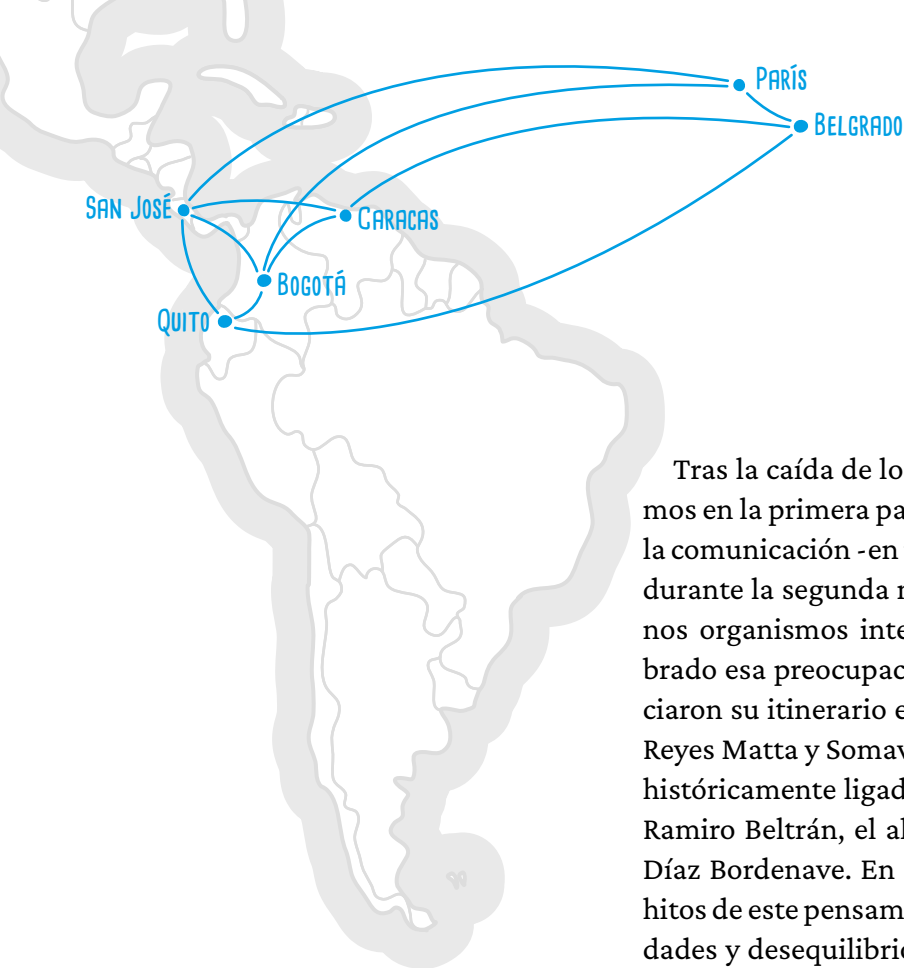 París
Belgrado
San José
Caracas
Bogotá
Quito
Tras la caída de lo
mos en la primera pa
la comunicación -en
durante la segunda
nos organismos inte
brado esa preocupac
ciaron su itinerario e
Reyes Matta y Somav
históricamente ligad
Ramiro Beltrán, el al
Díaz Bordenave. En
hitos de este pensam
dades y desequilibrio